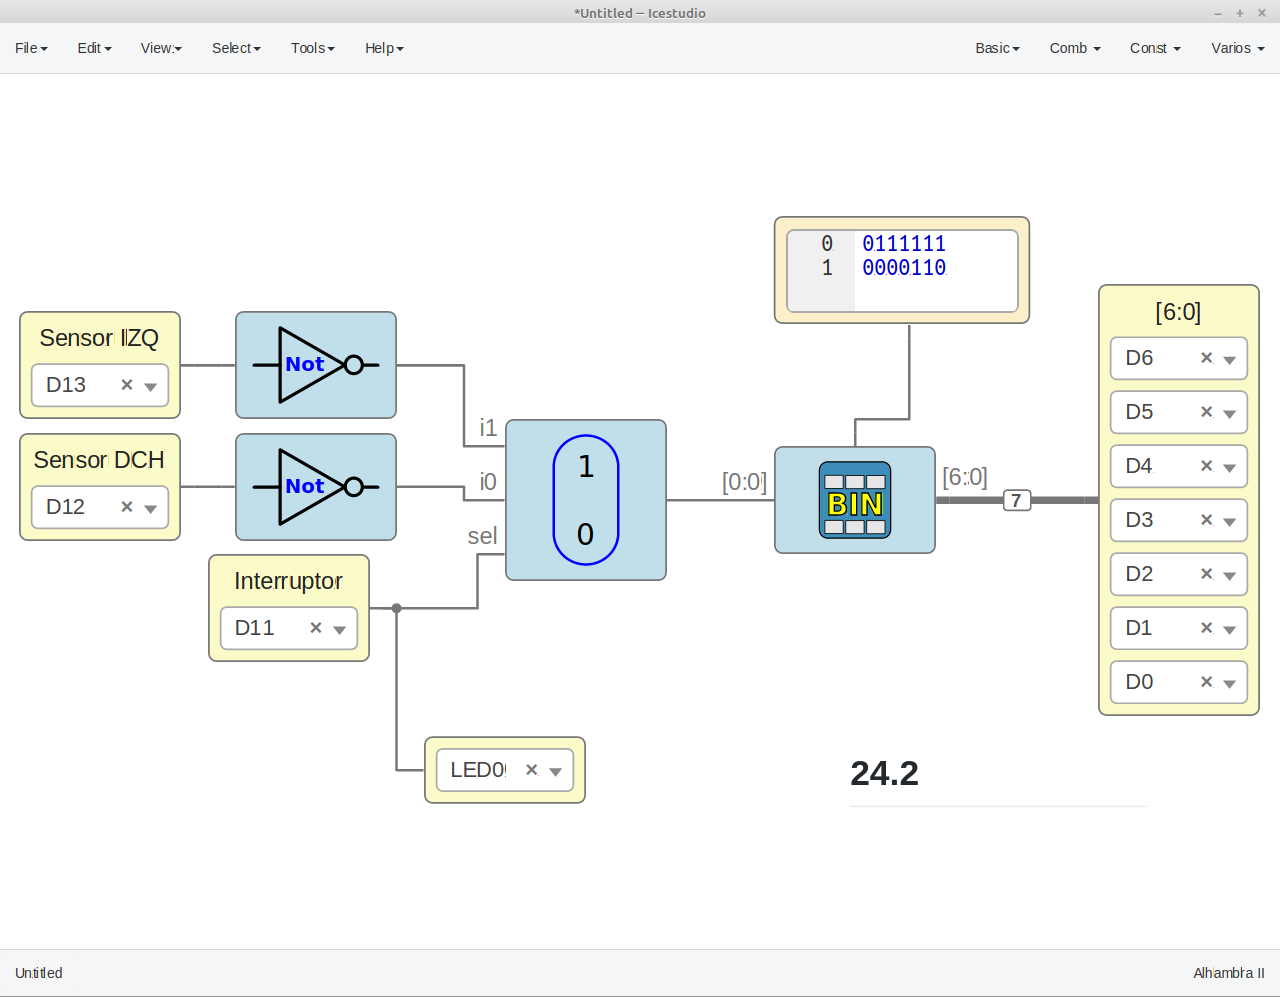 *Untitled – Icestudio
File Edit View Select Tools Help Basic Comb Const Varios
0 0111111
1 0000110
Sensor IZQ
D13
Not
Sensor DCH
D12
Not
Interruptor
D11
i1
i0
sel
1
0
[0:0]
BIN
[6:0]
7
[6:0]
D6
D5
D4
D3
D2
D1
D0
LED0
24.2
Untitled
Alhambra II